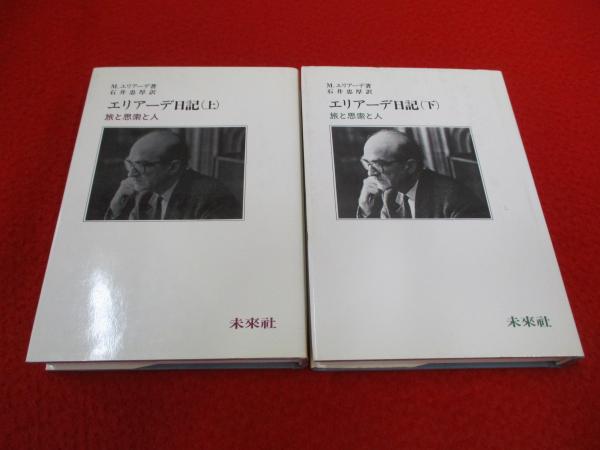 M. エリアーデ著
石井忠厚訳
エリアーデ日記(上)
旅と思索と人
未來社
M. エリアーデ著
石井忠厚訳
エリアーデ日記(下)
旅と思索と人
未來社